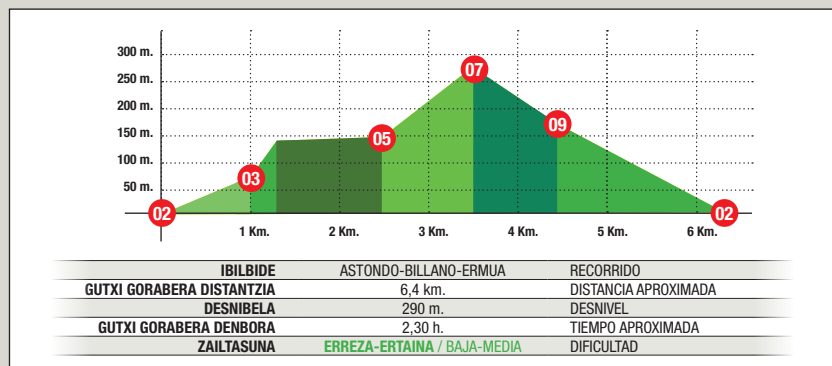 300 m.
250 m.
200 m.
150 m.
100 m.
50 m.
02
03
05
07
09
02
1 Km.
2 Km.
3 Km.
4 Km.
5 Km.
6 Km.
IBILBIDE ASTONDO-BILLANO-ERMUA RECORRIDO
GUTXI GORABERA DISTANTZIA 6,4 km. DISTANCIA APROXIMADA
DESNIBELA 290 m. DESNIVEL
GUTXI GORABERA DENBORA 2,30 h. TIEMPO APROXIMADA
ZAILTASUNA ERREZA-ERTAINA / BAJA-MEDIA DIFICULTAD